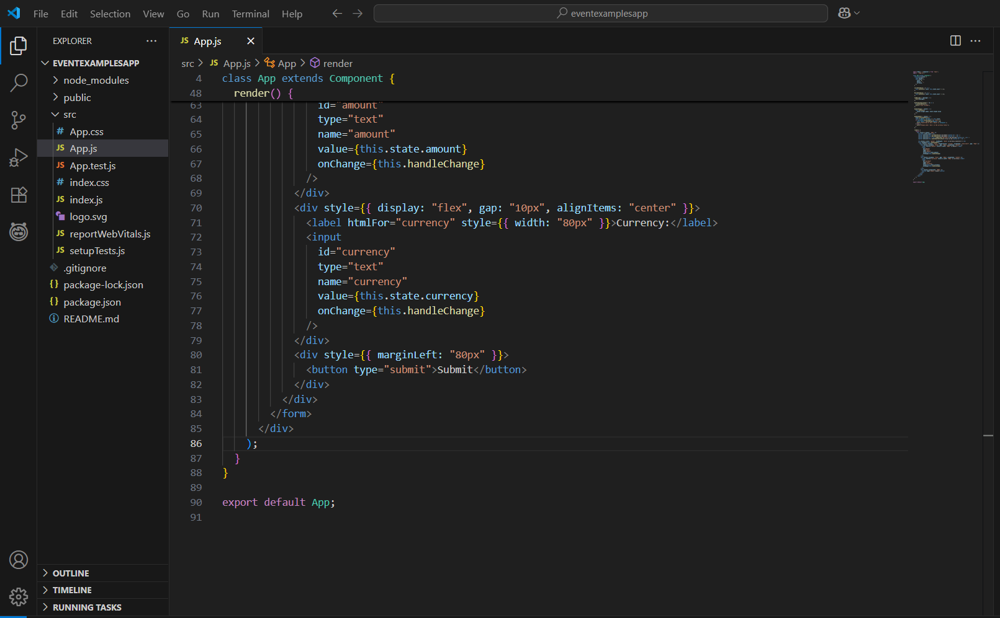 File Edit Selection View Go Run Terminal Help eventexamplesapp
EXPLORER
EVENTEXAMPLESAPP
node_modules
public
src
# App.css
JS App.js
JS App.test.js
# index.css
JS index.js
logo.svg
JS reportWebVitals.js
JS setupTests.js
.gitignore
{} package-lock.json
{} package.json
README.md
OUTLINE
TIMELINE
RUNNING TASKS
JS App.js
src > JS App.js > App > render
4 class App extends Component {
48 render() {
63 id="amount"
64 type="text"
65 name="amount"
66 value={this.state.amount}
67 onChange={this.handleChange}
68 />
69 </div>
70 <div style={{ display: "flex", gap: "10px", alignItems: "center" }}>
71 <label htmlFor="currency" style={{ width: "80px" }}>Currency:</label>
72 <input
73 id="currency"
74 type="text"
75 name="currency"
76 value={this.state.currency}
77 onChange={this.handleChange}
78 />
79 </div>
80 <div style={{ marginLeft: "80px" }}>
81 <button type="submit">Submit</button>
82 </div>
83 </div>
84 </form>
85 </div>
86 );
87 }
88 }
89
90 export default App;
91